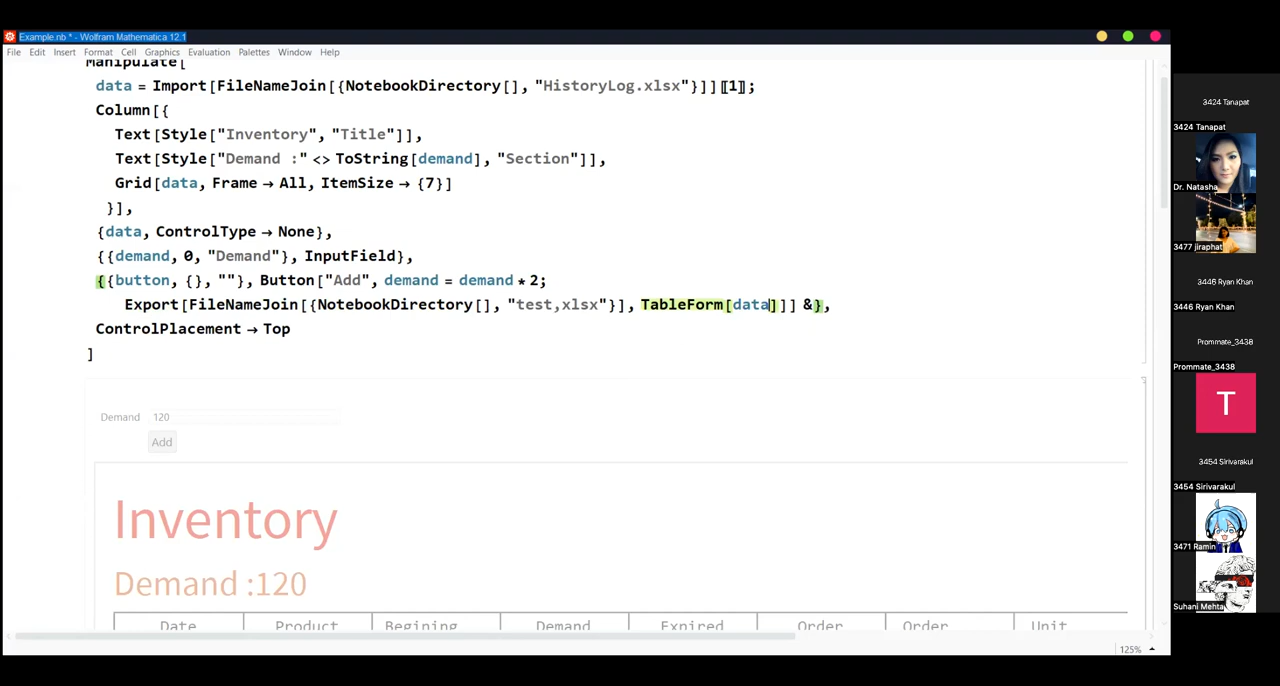 Example.nb * - Wolfram Mathematica 12.1
File Edit Insert Format Cell Graphics Evaluation Palettes Window Help
Manipulate[
data = Import[FileNameJoin[{NotebookDirectory[], "HistoryLog.xlsx"}]][[1]];
Column[{
Text[Style["Inventory", "Title"]],
Text[Style["Demand :" <> ToString[demand], "Section"]],
Grid[data, Frame → All, ItemSize → {7}]
}],
{data, ControlType → None},
{{demand, 0, "Demand"}, InputField},
{{button, {}, ""}, Button["Add", demand = demand * 2;
Export[FileNameJoin[{NotebookDirectory[], "test,xlsx"}], TableForm[data]]] &},
ControlPlacement → Top
]
Demand 120
Add
Inventory
Demand :120
Date Product Begining Demand Expired Order Order Unit
125%
3424 Tanapat
3424 Tanapat
Dr. Natasha
3477 jiraphat
3446 Ryan Khan
3446 Ryan Khan
Prommate_3438
Prommate_3438
T
3454 Sirivarakul
3454 Sirivarakul
3471 Ramin
Suhani Mehta